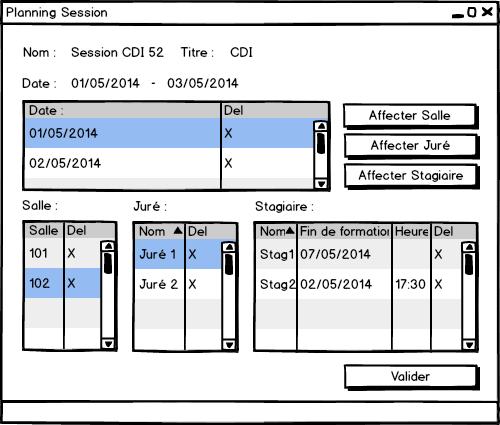 Planning Session
Nom : Session CDI 52 Titre : CDI
Date : 01/05/2014 - 03/05/2014
Date : Del
01/05/2014 X
02/05/2014 X
Affecter Salle
Affecter Juré
Affecter Stagiaire
Salle : Juré : Stagiaire :
Salle Del
101 X
102 X
Nom Del
Juré 1 X
Juré 2 X
Nom Fin de formation Heure Del
Stag1 07/05/2014 X
Stag2 02/05/2014 17:30 X
Valider